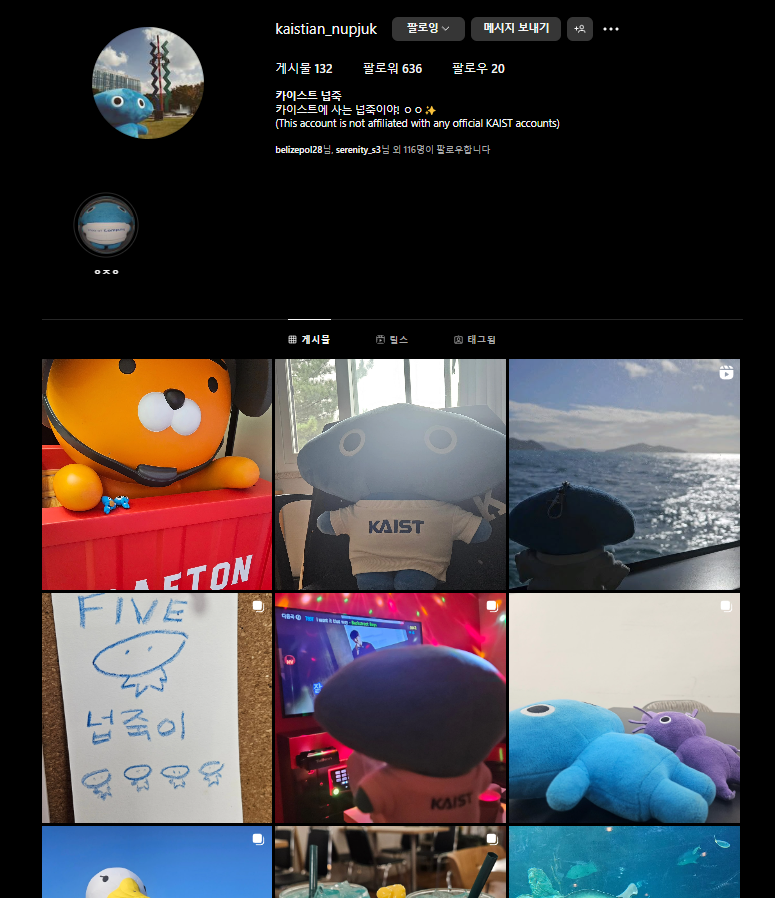 kaistian_nupjuk 팔로잉 메시지 보내기
게시물 132 팔로워 636 팔로우 20
카이스트 넙죽
카이스트에 사는 넙죽이야! ㅇㅅㅇ✨
(This account is not affiliated with any official KAIST accounts)
belizepol28님, serenity_s3님 외 116명이 팔로우합니다
ㅇㅈㅇ
게시물 릴스 태그됨
AFTON
KAIST
K
FIVE
넙죽이
KAIST